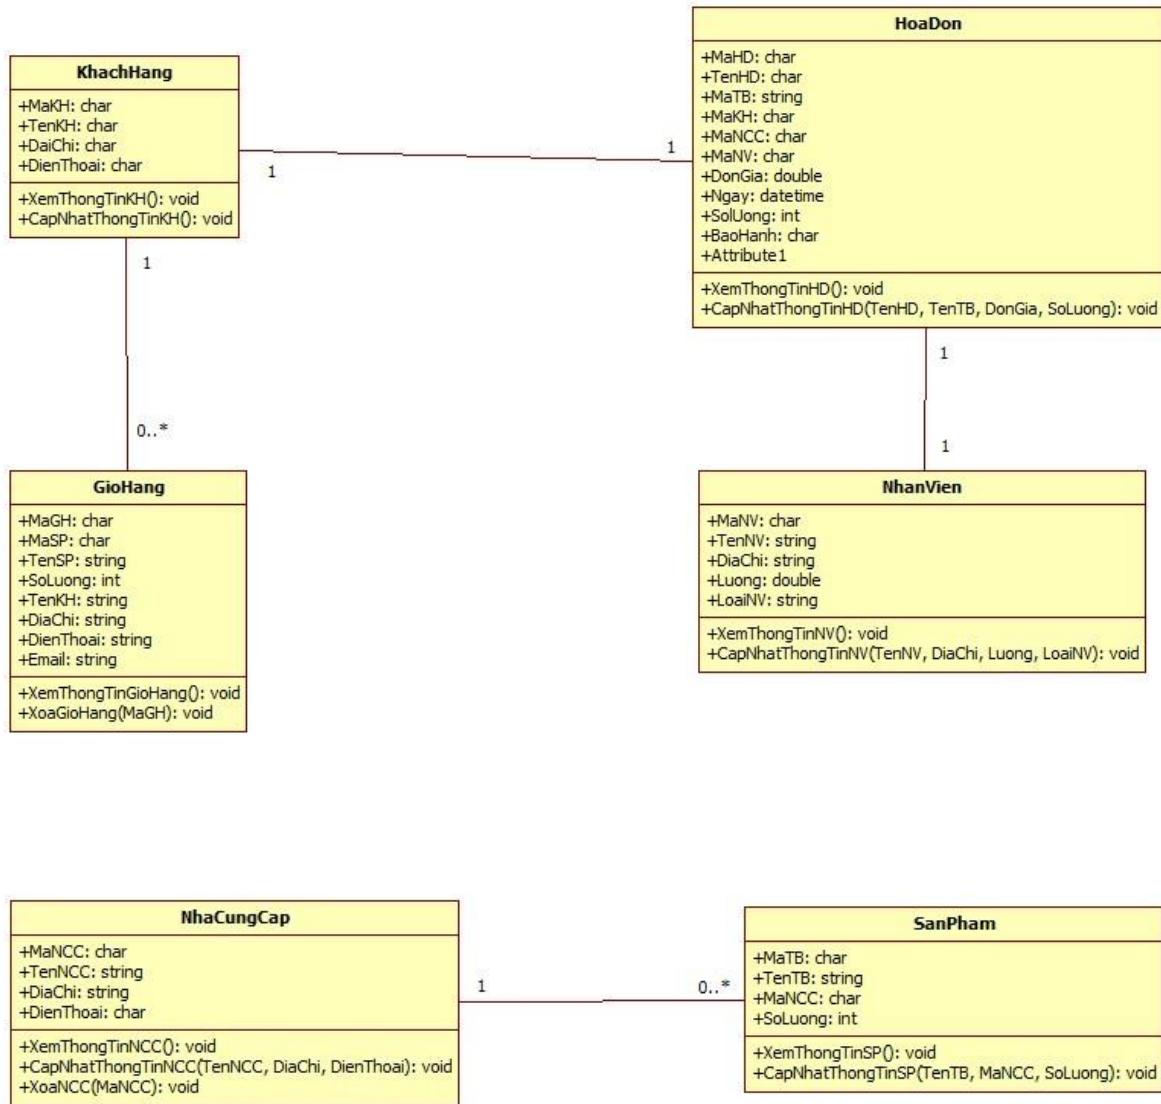 KhachHang
+MaKH: char
+TenKH: char
+DaiChi: char
+DienThoai: char
+XemThongTinKH(): void
+CapNhatThongTinKH(): void
1
1
1
HoaDon
+MaHD: char
+TenHD: char
+MaTB: string
+MaKH: char
+MaNCC: char
+MaNV: char
+DonGia: double
+Ngay: datetime
+SolUong: int
+BaoHanh: char
+Attribute1
+XemThongTinHD(): void
+CapNhatThongTinHD(TenHD, TenTB, DonGia, SoLuong): void
0..*
1
1
GioHang
+MaGH: char
+MaSP: char
+TenSP: string
+SoLuong: int
+TenKH: string
+DiaChi: string
+DienThoai: string
+Email: string
+XemThongTinGioHang(): void
+XoaGioHang(MaGH): void
NhanVien
+MaNV: char
+TenNV: string
+DiaChi: string
+Luong: double
+LoaiNV: string
+XemThongTinNV(): void
+CapNhatThongTinNV(TenNV, DiaChi, Luong, LoaiNV): void
NhaCungCap
+MaNCC: char
+TenNCC: string
+DiaChi: string
+DienThoai: char
+XemThongTinNCC(): void
+CapNhatThongTinNCC(TenNCC, DiaChi, DienThoai): void
+XoaNCC(MaNCC): void
1
0..*
SanPham
+MaTB: char
+TenTB: string
+MaNCC: char
+SoLuong: int
+XemThongTinSP(): void
+CapNhatThongTinSP(TenTB, MaNCC, SoLuong): void